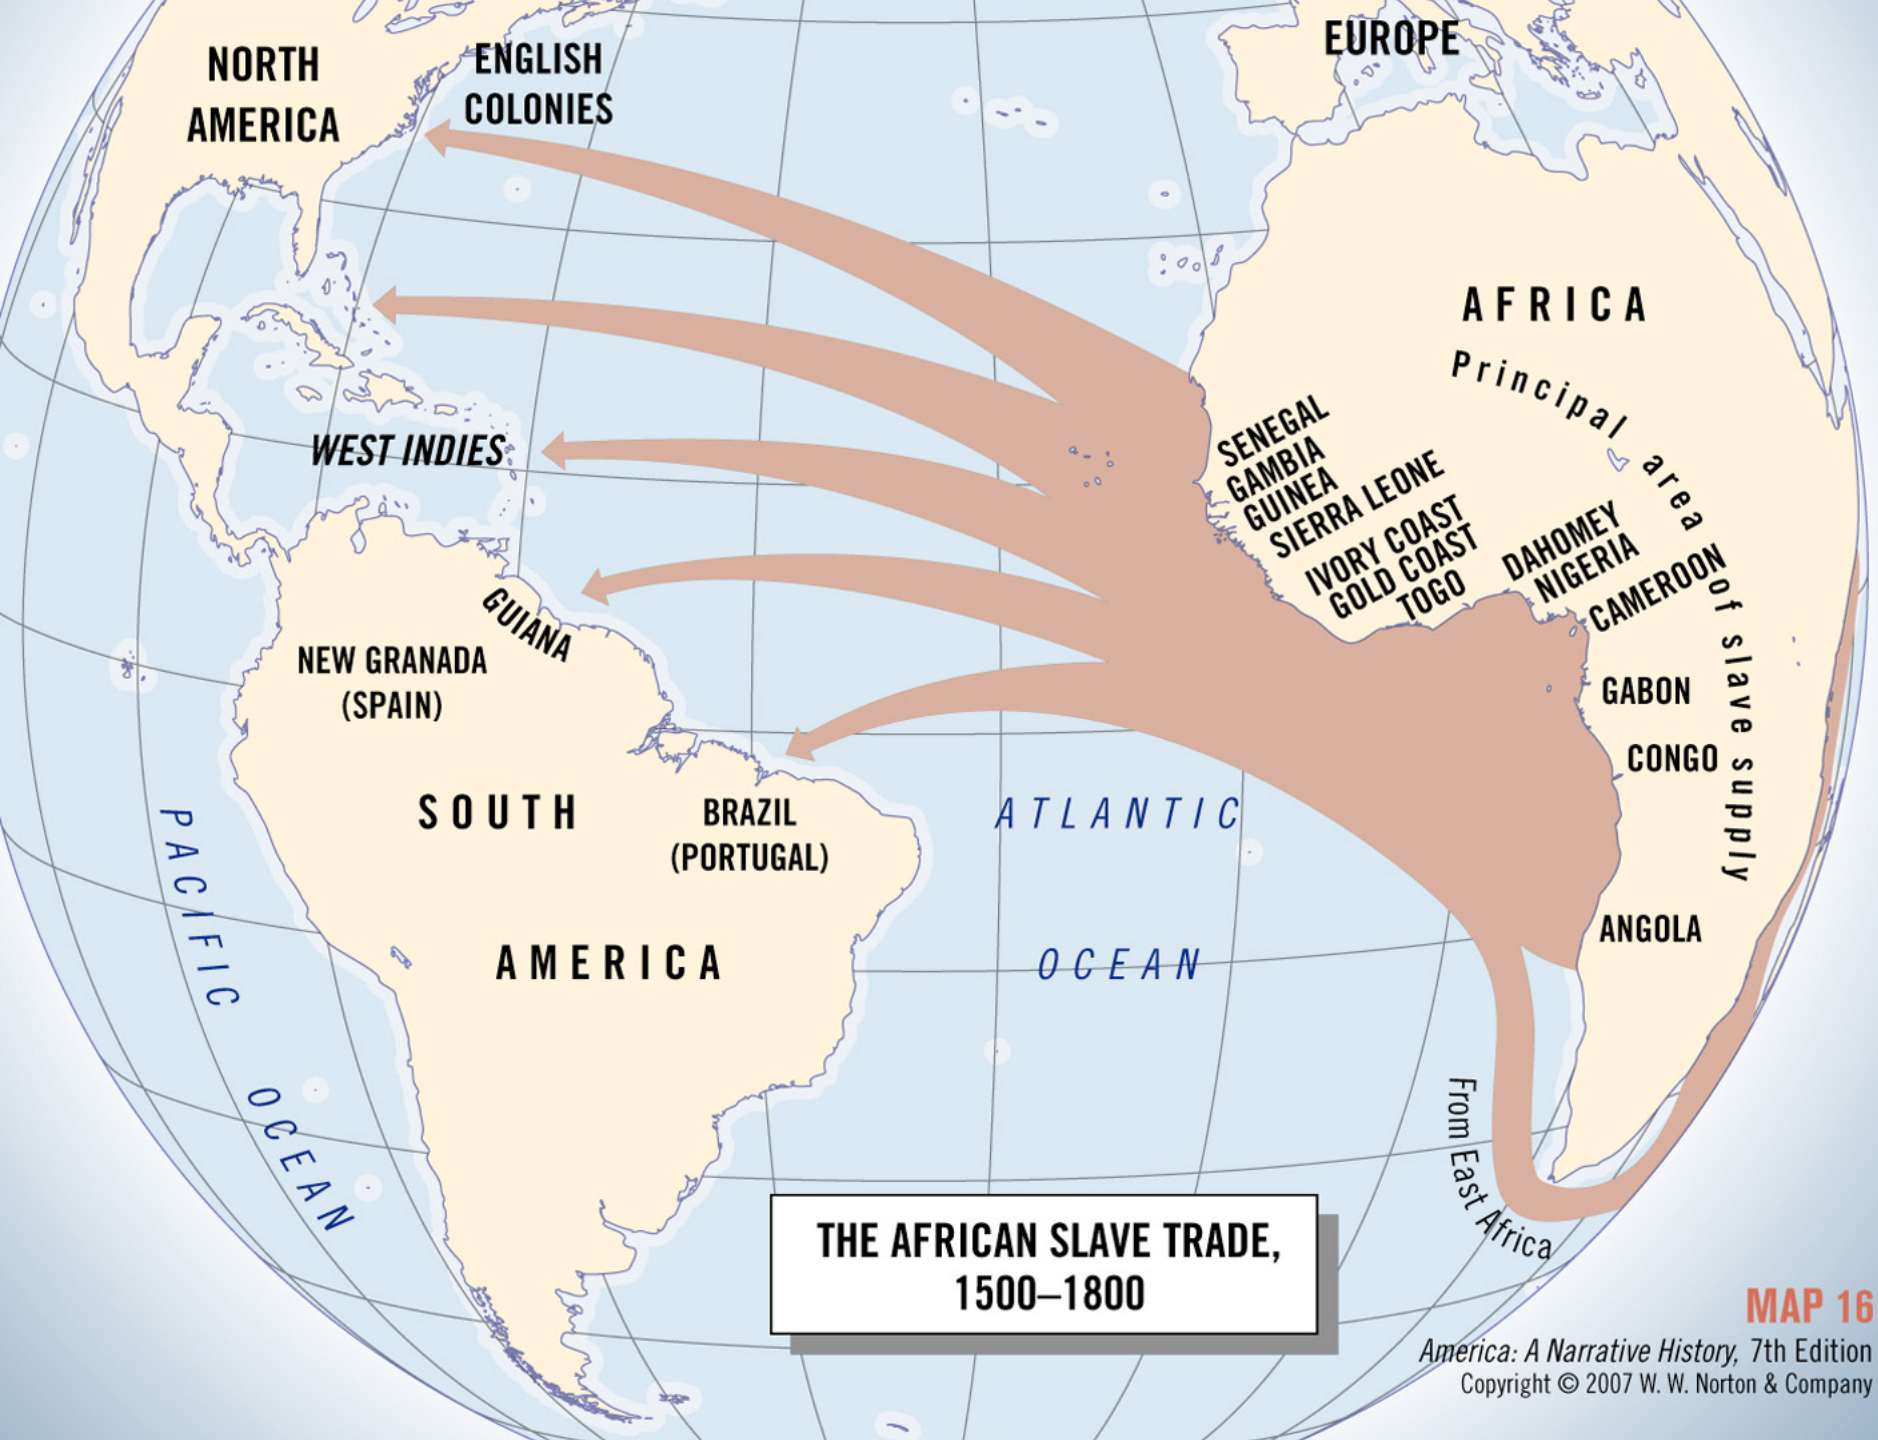 NORTH
AMERICA
ENGLISH
COLONIES
EUROPE
AFRICA
Principal area of slave supply
WEST INDIES
SENEGAL
GAMBIA
GUINEA
SIERRA LEONE
IVORY COAST
GOLD COAST
TOGO
DAHOMEY
NIGERIA
CAMEROON
GUIANA
NEW GRANADA
(SPAIN)
GABON
CONGO
SOUTH
AMERICA
BRAZIL
(PORTUGAL)
ATLANTIC
OCEAN
ANGOLA
PACIFIC
OCEAN
From East Africa
THE AFRICAN SLAVE TRADE,
1500–1800
MAP 16
America: A Narrative History, 7th Edition
Copyright © 2007 W. W. Norton & Company